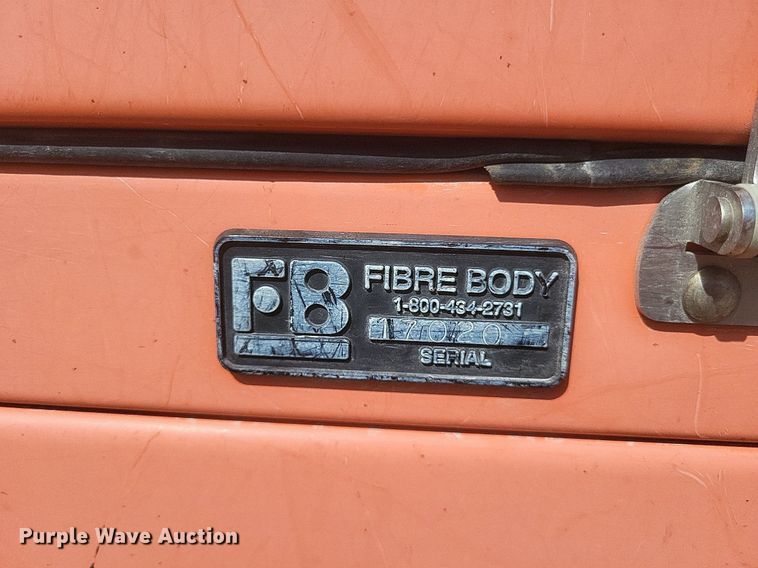 FB
FIBRE BODY
1-800-434-2731
17020
SERIAL
Purple Wave Auction